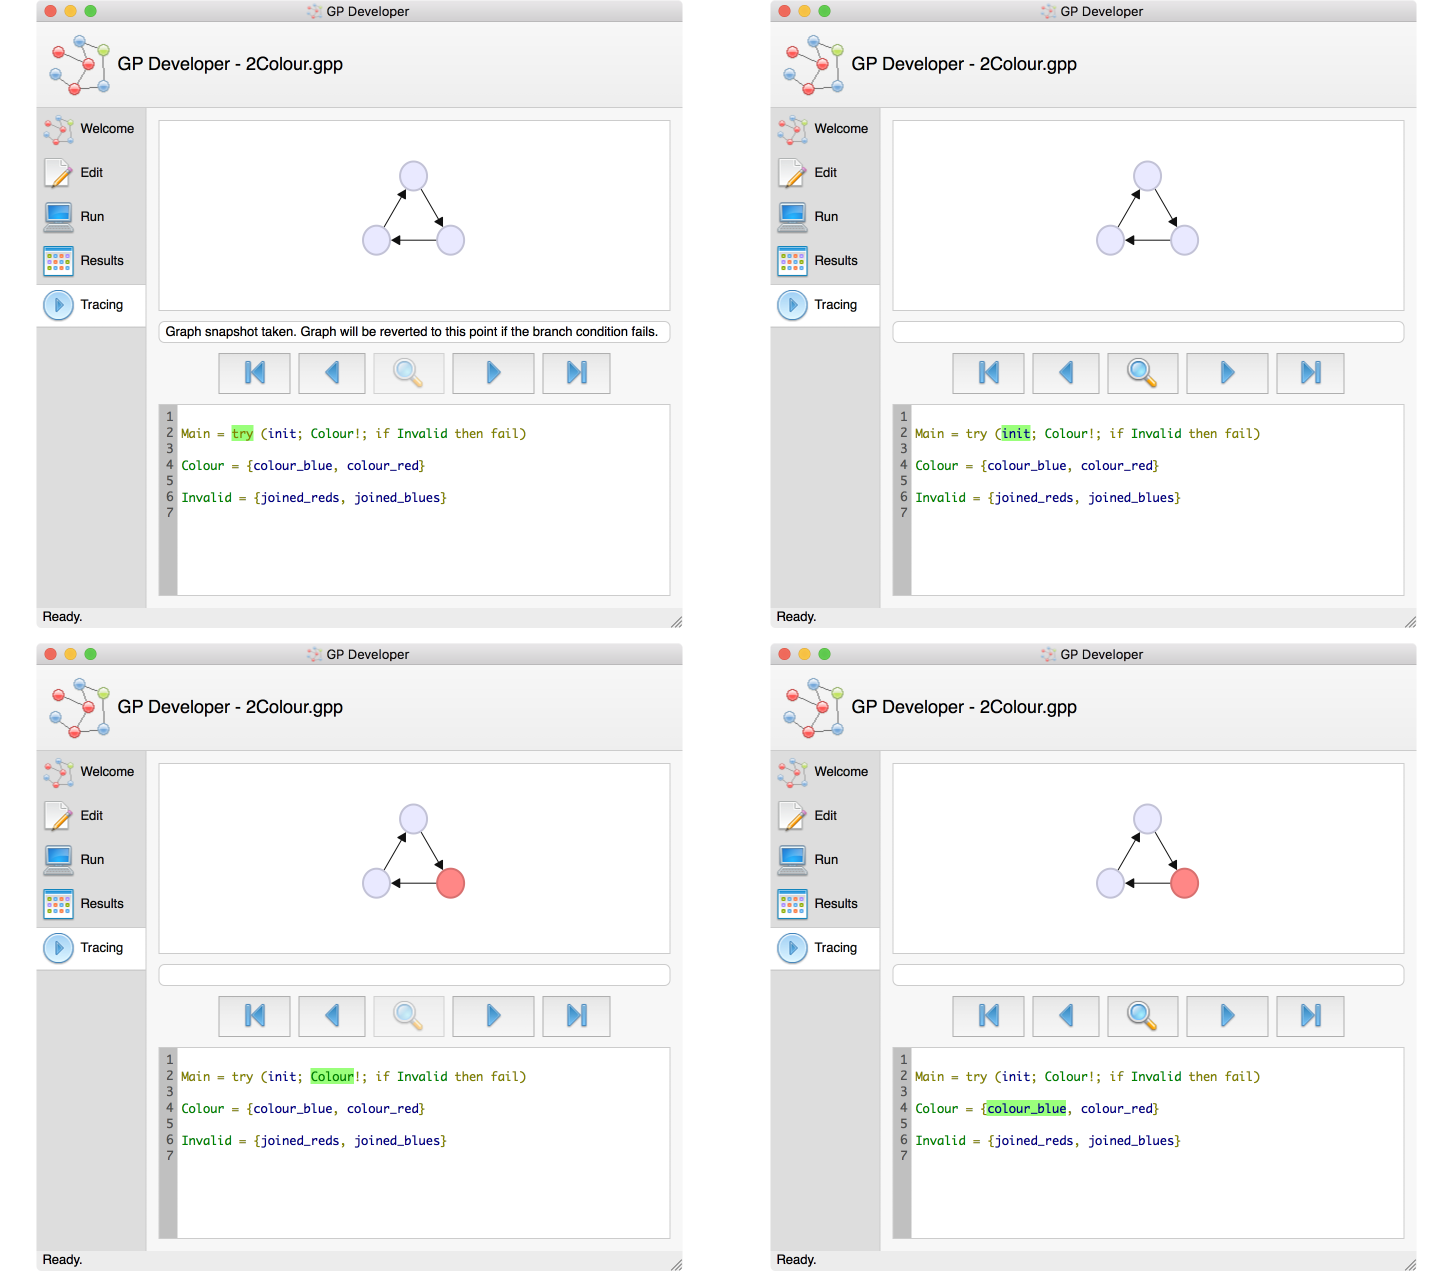 GP Developer
GP Developer - 2Colour.gpp
Welcome
Edit
Run
Results
Tracing
Graph snapshot taken. Graph will be reverted to this point if the branch condition fails.
1
2 Main = try (init; Colour!; if Invalid then fail)
3
4 Colour = {colour_blue, colour_red}
5
6 Invalid = {joined_reds, joined_blues}
7
Ready.
GP Developer
GP Developer - 2Colour.gpp
Welcome
Edit
Run
Results
Tracing
1
2 Main = try (init; Colour!; if Invalid then fail)
3
4 Colour = {colour_blue, colour_red}
5
6 Invalid = {joined_reds, joined_blues}
7
Ready.
GP Developer
GP Developer - 2Colour.gpp
Welcome
Edit
Run
Results
Tracing
1
2 Main = try (init; Colour!; if Invalid then fail)
3
4 Colour = {colour_blue, colour_red}
5
6 Invalid = {joined_reds, joined_blues}
7
Ready.
GP Developer
GP Developer - 2Colour.gpp
Welcome
Edit
Run
Results
Tracing
1
2 Main = try (init; Colour!; if Invalid then fail)
3
4 Colour = {colour_blue, colour_red}
5
6 Invalid = {joined_reds, joined_blues}
7
Ready.